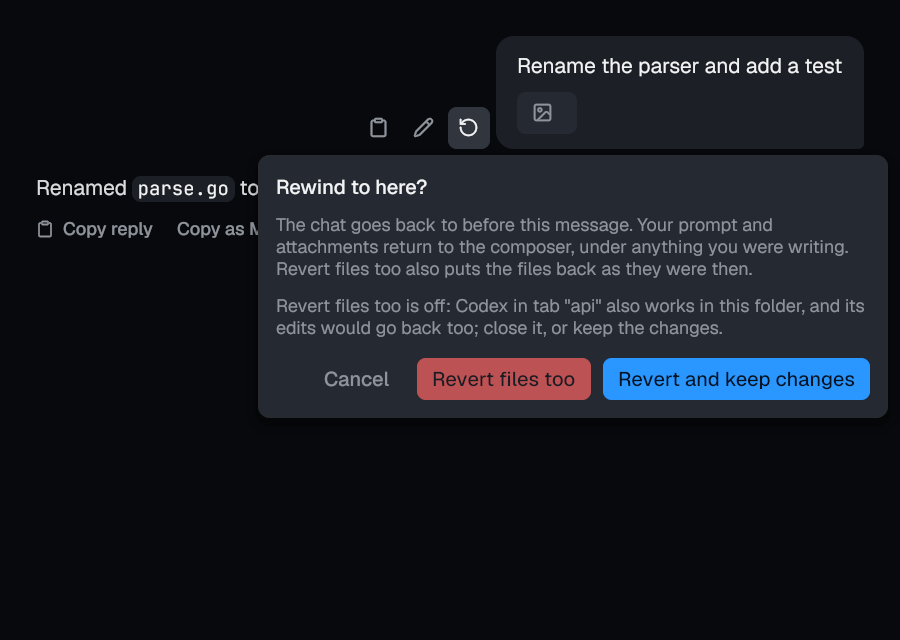 Rename the parser and add a test
Renamed parse.go to
Copy reply
Copy as M
Rewind to here?
The chat goes back to before this message. Your prompt and
attachments return to the composer, under anything you were writing.
Revert files too also puts the files back as they were then.
Revert files too is off: Codex in tab "api" also works in this folder, and its
edits would go back too; close it, or keep the changes.
Cancel
Revert files too
Revert and keep changes